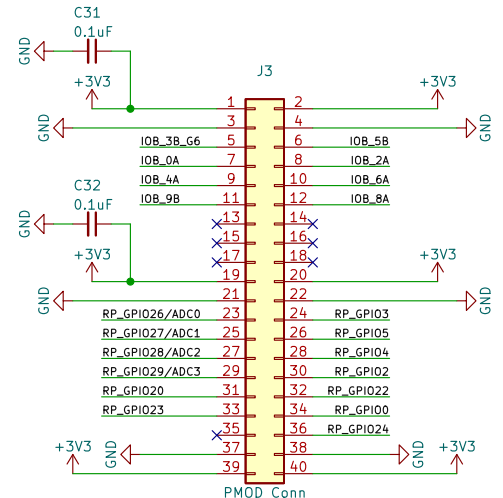 C31
0.1uF
GND
J3
+3V3
+3V3
1
2
GND
3
4
GND
IOB_3B_G6
5
6
IOB_5B
IOB_0A
7
8
IOB_2A
IOB_4A
9
10
IOB_6A
C32
0.1uF
IOB_9B
11
12
IOB_8A
GND
13
14
15
16
+3V3
17
18
+3V3
19
20
GND
21
22
GND
RP_GPIO26/ADC0
23
24
RP_GPIO3
RP_GPIO27/ADC1
25
26
RP_GPIO5
RP_GPIO28/ADC2
27
28
RP_GPIO4
RP_GPIO29/ADC3
29
30
RP_GPIO2
RP_GPIO20
31
32
RP_GPIO22
RP_GPIO23
33
34
RP_GPIO0
35
36
RP_GPIO24
+3V3
GND
37
38
GND
+3V3
39
40
PMOD Conn